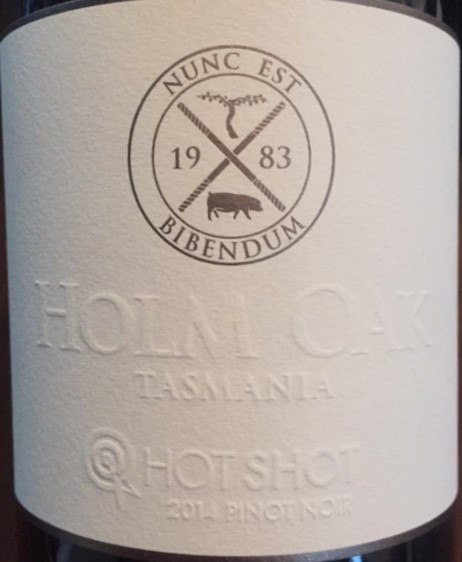 NUNC EST
19 83
BIBENDUM
HOLM OAK
TASMANIA
HOT SHOT
2014 PINOT NOIR